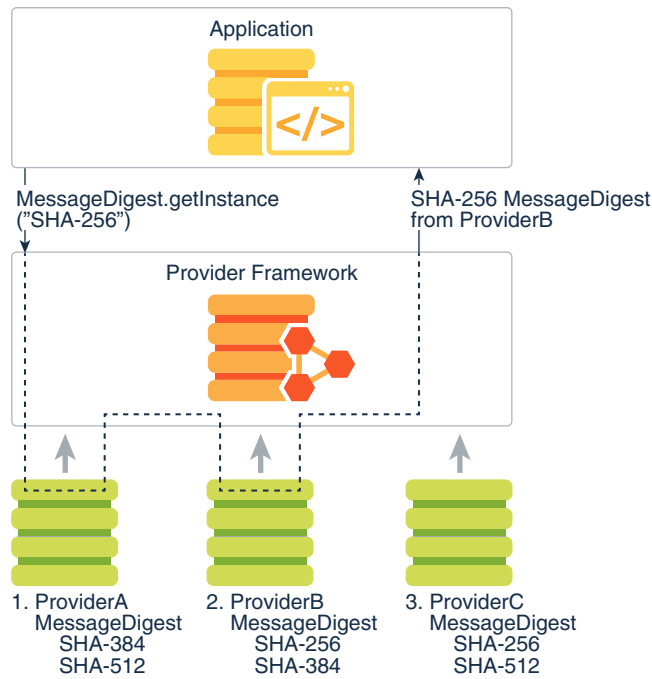 Application
</>
MessageDigest.getInstance
(”SHA-256”)
SHA-256 MessageDigest
from ProviderB
Provider Framework
1. ProviderA
MessageDigest
SHA-384
SHA-512
2. ProviderB
MessageDigest
SHA-256
SHA-384
3. ProviderC
MessageDigest
SHA-256
SHA-512